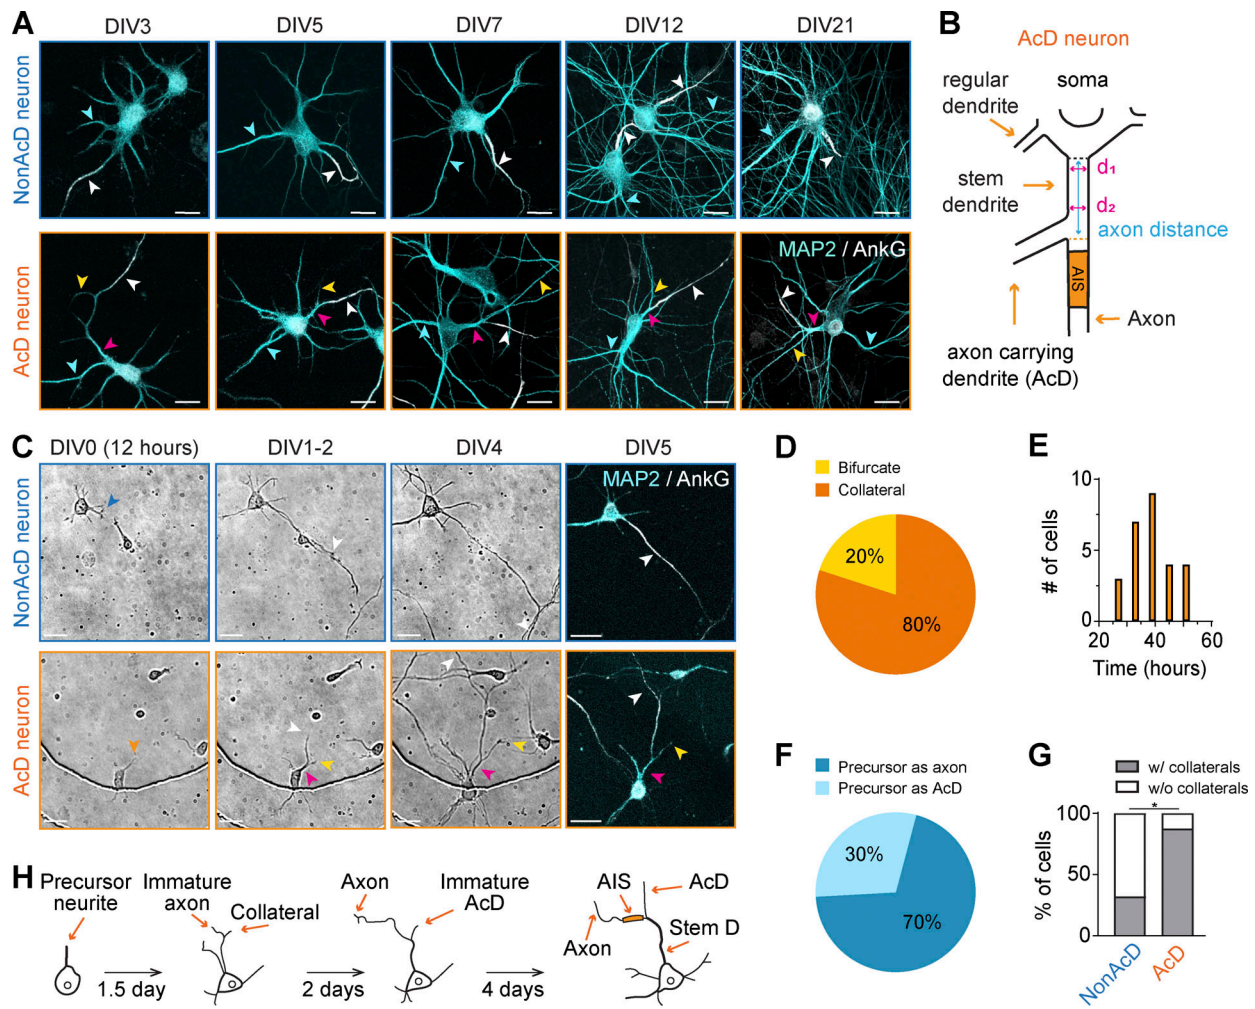 A
DIV3
DIV5
DIV7
DIV12
DIV21
NonAcD neuron
AcD neuron
MAP2 / AnkG
B
AcD neuron
regular
dendrite
soma
stem
dendrite
d₁
d₂
axon distance
AIS
Axon
axon carrying
dendrite (AcD)
C
DIV0 (12 hours)
DIV1-2
DIV4
DIV5
NonAcD neuron
MAP2 / AnkG
AcD neuron
D
Bifurcate
Collateral
20%
80%
E
# of cells
10
5
0
20
40
60
Time (hours)
F
Precursor as axon
Precursor as AcD
30%
70%
G
w/ collaterals
w/o collaterals
% of cells
100
50
0
*
NonAcD
AcD
H
Precursor
neurite
1.5 day
Immature
axon
Collateral
2 days
Axon
Immature
AcD
4 days
AIS
AcD
Axon
Stem D